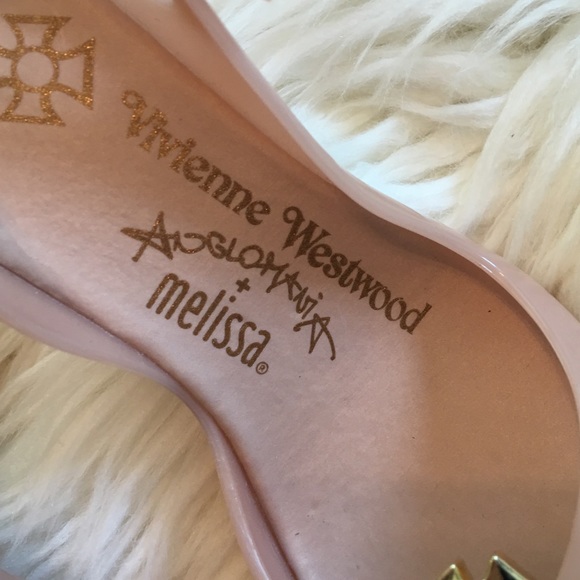 Vivienne Westwood
ANGLOMANIA
+
melissa®